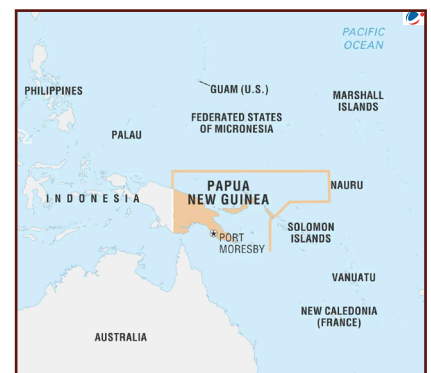 PACIFIC
OCEAN
PHILIPPINES
GUAM (U.S.)
MARSHALL
ISLANDS
FEDERATED STATES
OF MICRONESIA
PALAU
PAPUA
NEW GUINEA
NAURU
INDONESIA
SOLOMON
ISLANDS
PORT
MORESBY
VANUATU
NEW CALEDONIA
(FRANCE)
AUSTRALIA